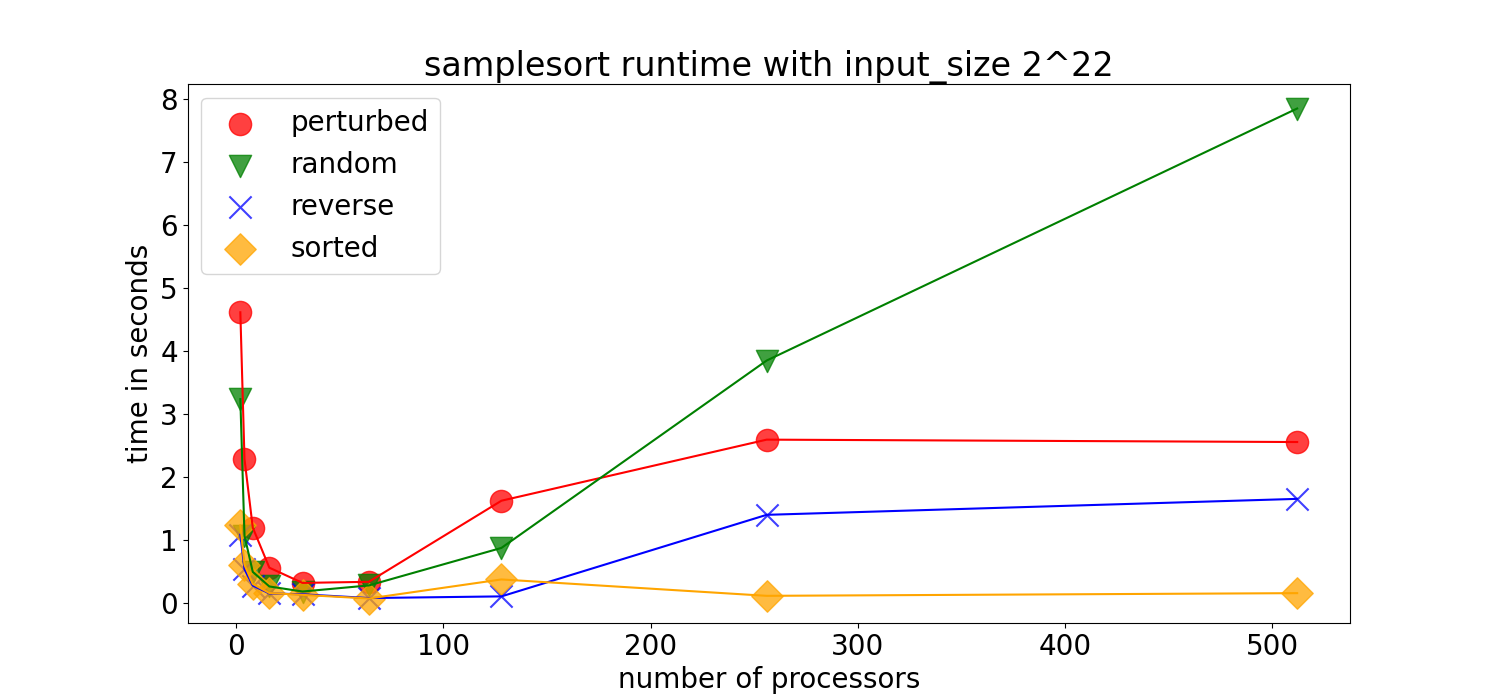 samplesort runtime with input_size 2^22
perturbed
random
reverse
sorted
time in seconds
8
7
6
5
4
3
2
1
0
0 100 200 300 400 500
number of processors